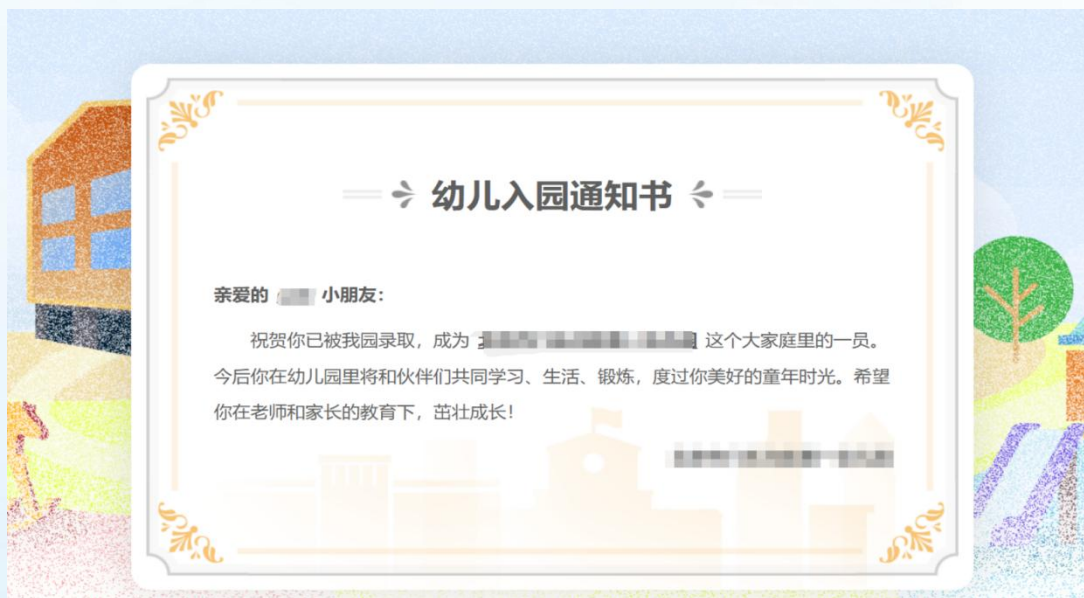 幼儿入园通知书
亲爱的 小朋友：
祝贺你已被我园录取，成为 这个大家庭里的一员。
今后你在幼儿园里将和伙伴们共同学习、生活、锻炼，度过你美好的童年时光。希望
你在老师和家长的教育下，茁壮成长！